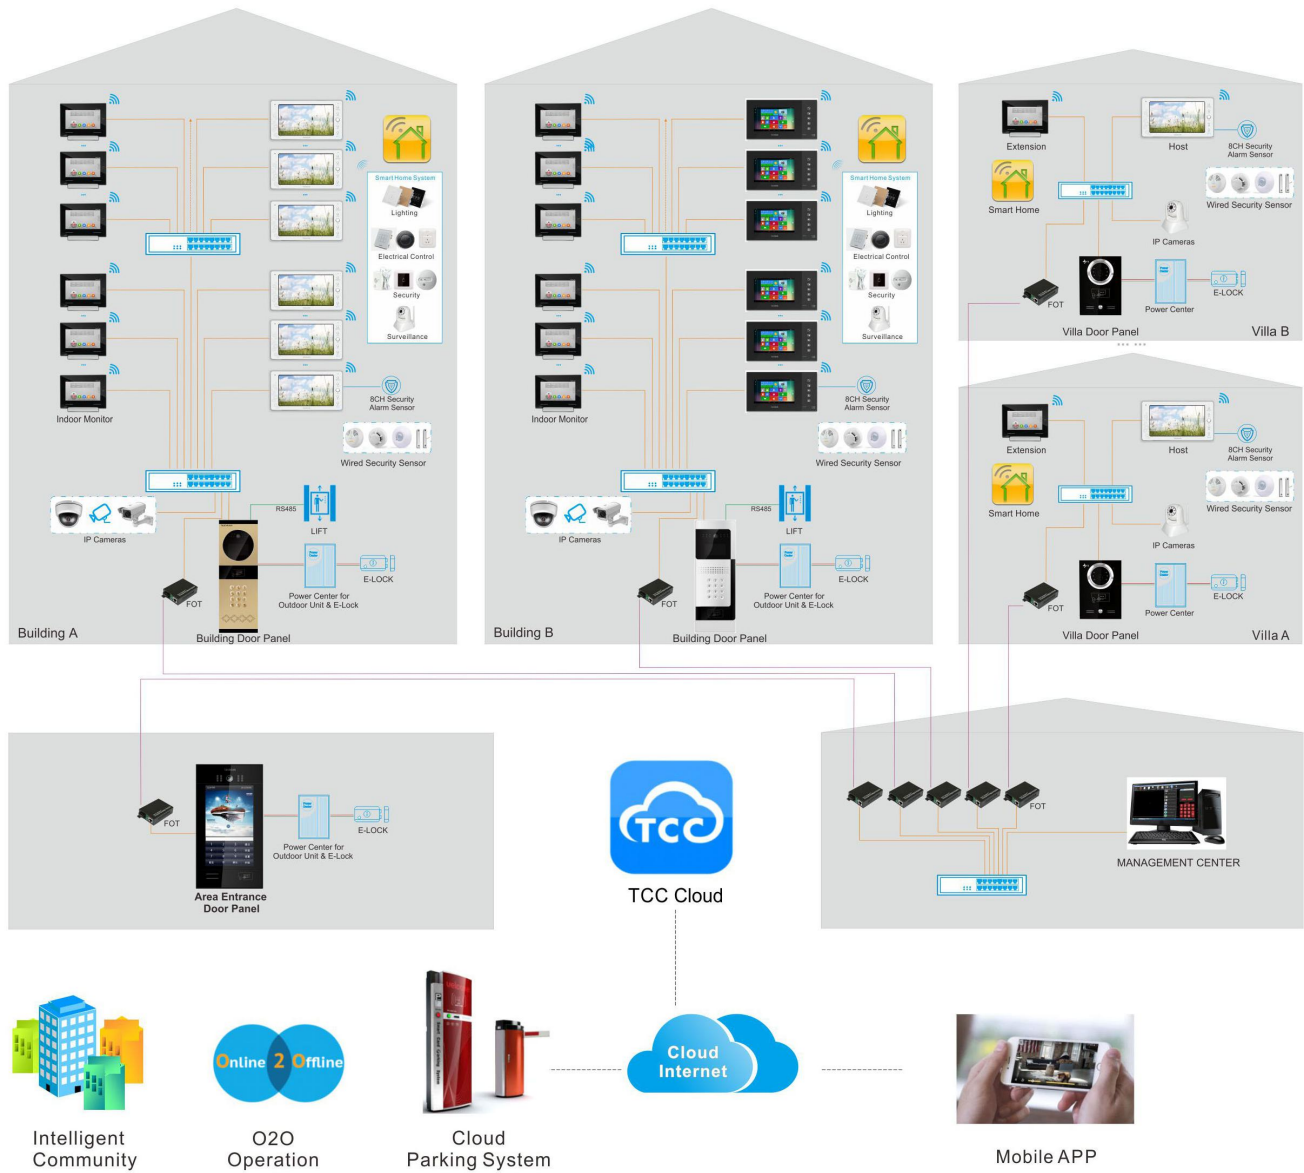 Smart Home System
Lighting
Electrical Control
Security
Surveillance
8CH Security
Alarm Sensor
Indoor Monitor
Wired Security Sensor
IP Cameras
RS485
LIFT
E-LOCK
Power Center for
Outdoor Unit & E-Lock
FOT
Building A
Building Door Panel
Smart Home System
Lighting
Electrical Control
Security
Surveillance
8CH Security
Alarm Sensor
Indoor Monitor
Wired Security Sensor
IP Cameras
RS485
LIFT
E-LOCK
Power Center for
Outdoor Unit & E-Lock
FOT
Building B
Building Door Panel
Extension
Host
8CH Security
Alarm Sensor
Smart Home
Wired Security Sensor
IP Cameras
FOT
E-LOCK
Power Center
Villa Door Panel
Villa B
... ...
Extension
Host
8CH Security
Alarm Sensor
Smart Home
Wired Security Sensor
IP Cameras
FOT
E-LOCK
Power Center
Villa Door Panel
Villa A
FOT
E-LOCK
Power Center for
Outdoor Unit & E-Lock
Area Entrance
Door Panel
TCC
TCC Cloud
FOT
MANAGEMENT CENTER
Cloud
Internet
Online 2 Offline
Intelligent
Community
O2O
Operation
Cloud
Parking System
Mobile APP